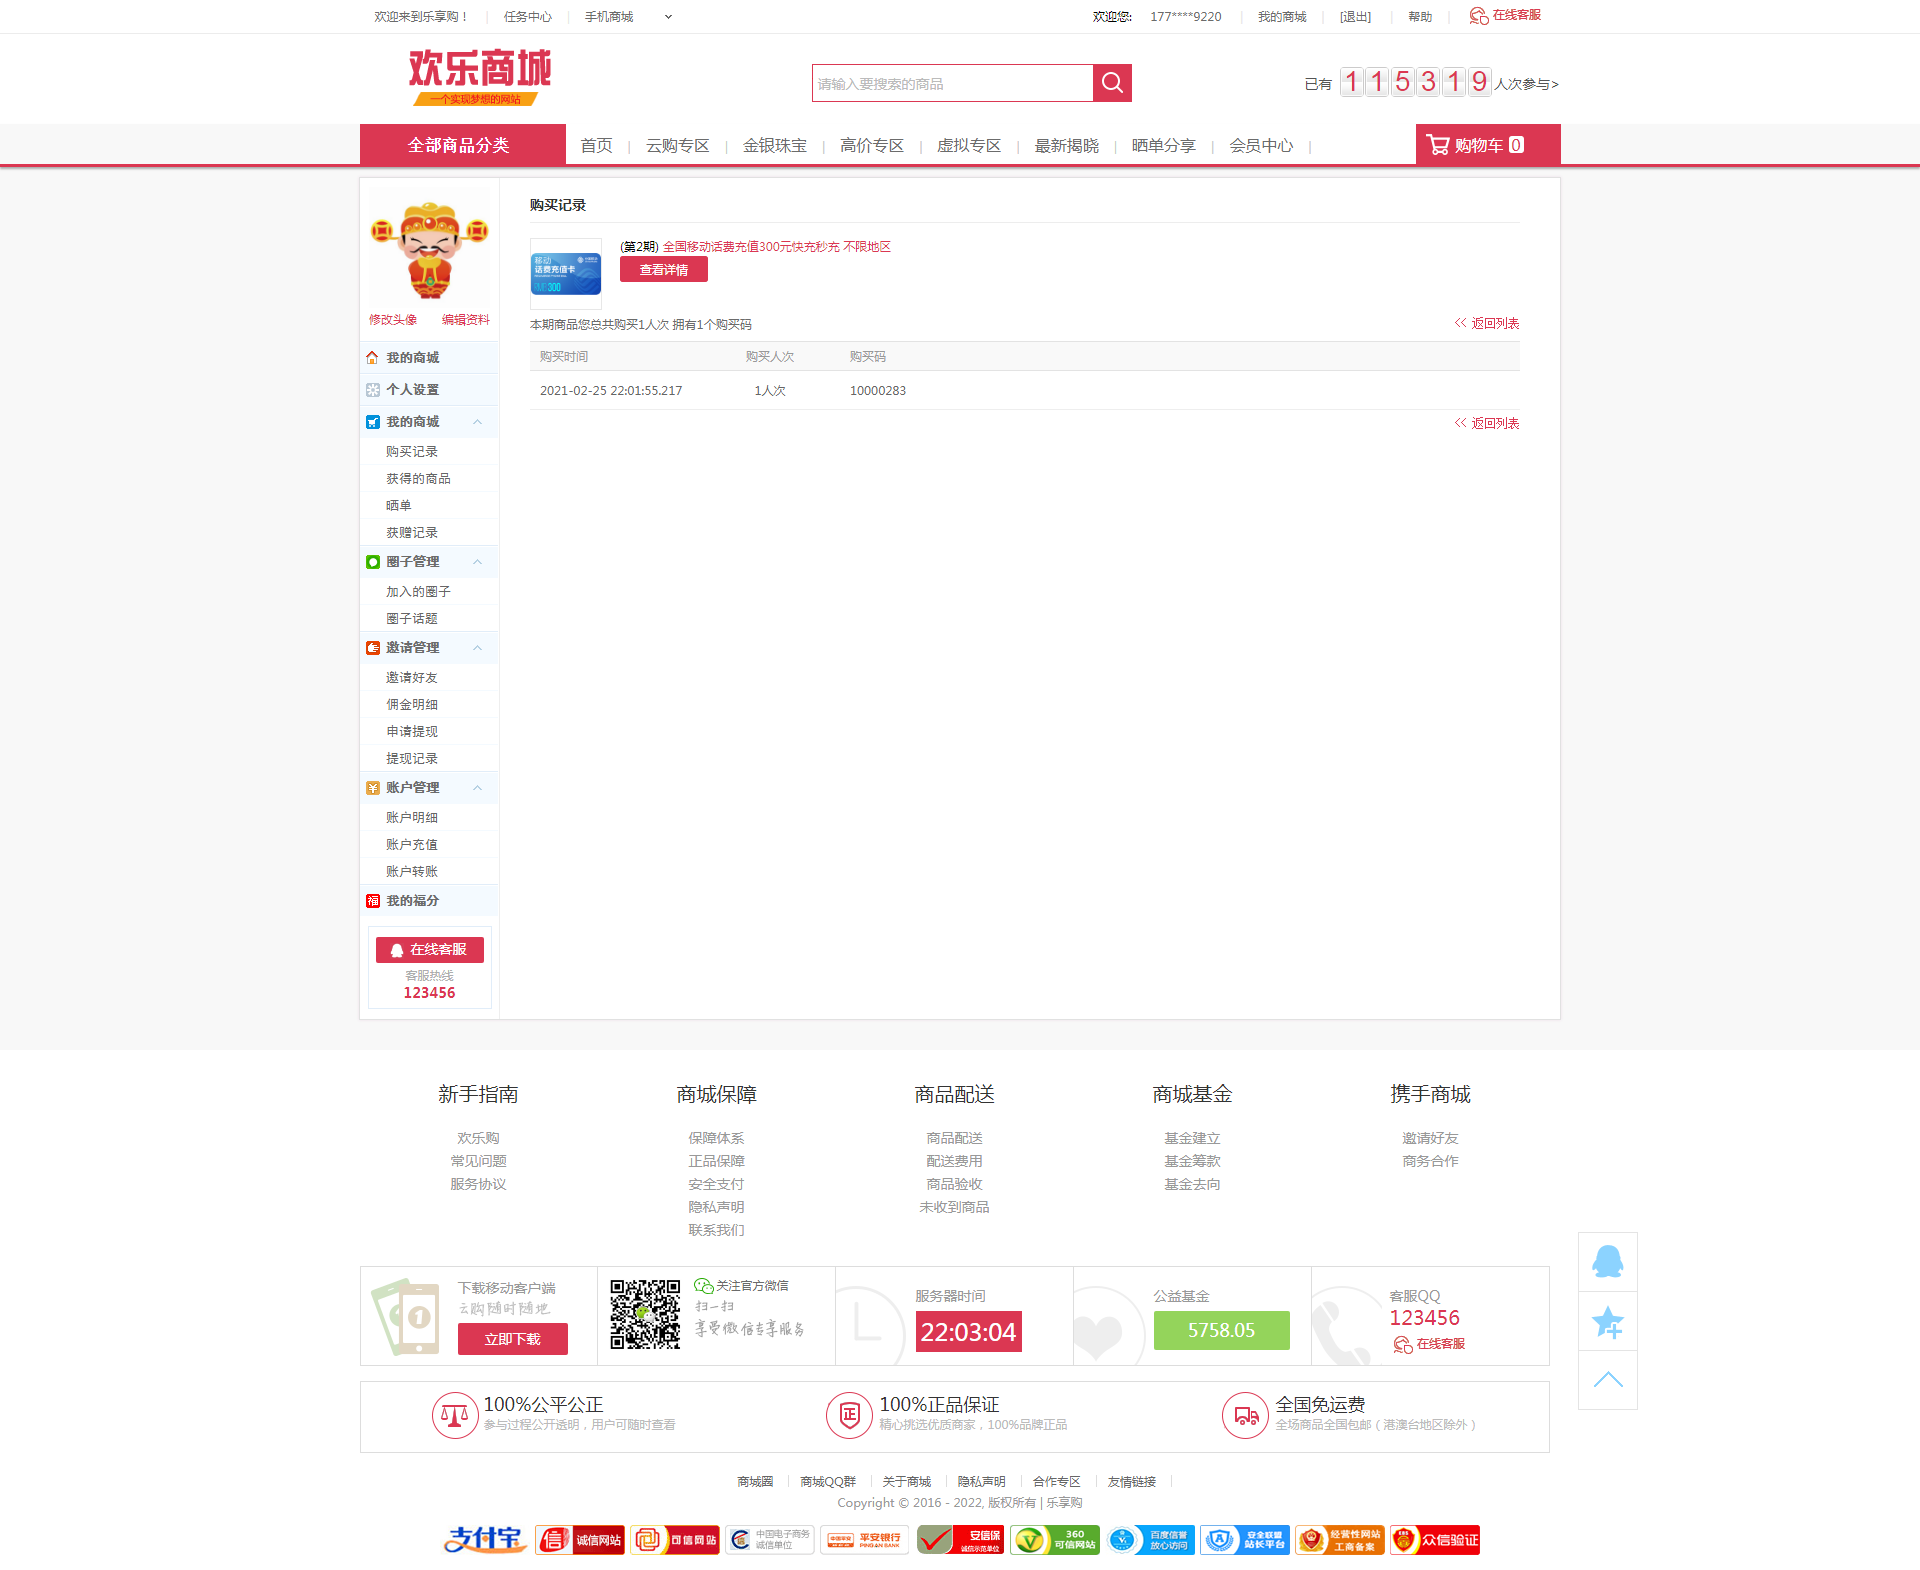 欢迎来到乐享购！ 任务中心 手机商城 欢迎您: 177****9220 我的商城 [退出] 帮助 在线客服
欢乐商城
一个实现梦想的网站
请输入要搜索的商品
已有 115319 人次参与>
全部商品分类 首页 | 云购专区 | 金银珠宝 | 高价专区 | 虚拟专区 | 最新揭晓 | 晒单分享 | 会员中心 | 购物车 0
修改头像 编辑资料
我的商城
个人设置
我的商城
购买记录
获得的商品
晒单
获赠记录
圈子管理
加入的圈子
圈子话题
邀请管理
邀请好友
佣金明细
申请提现
提现记录
账户管理
账户明细
账户充值
账户转账
福 我的福分
在线客服
客服热线
123456
购买记录
移动
话费充值卡
300
(第2期) 全国移动话费充值300元快充秒充 不限地区
查看详情
本期商品您总共购买1人次 拥有1个购买码
<< 返回列表
购买时间 购买人次 购买码
2021-02-25 22:01:55.217 1人次 10000283
<< 返回列表
新手指南
欢乐购
常见问题
服务协议
商城保障
保障体系
正品保障
安全支付
隐私声明
联系我们
商品配送
商品配送
配送费用
商品验收
未收到商品
商城基金
基金建立
基金筹款
基金去向
携手商城
邀请好友
商务合作
下载移动客户端
云购随时随地
立即下载
关注官方微信
扫一扫
享受微信专享服务
服务器时间
22:03:04
公益基金
5758.05
客服QQ
123456
在线客服
100%公平公正
参与过程公开透明，用户可随时查看
正
100%正品保证
精心挑选优质商家，100%品牌正品
全国免运费
全场商品全国包邮（港澳台地区除外）
商城圈 商城QQ群 关于商城 隐私声明 合作专区 友情链接
Copyright © 2016 - 2022, 版权所有 | 乐享购
支付宝
信 诚信网站
可信网站
中国电子商务
诚信单位
平安银行
PINGAN BANK
安信保
诚信示范单位
360
可信网站
百度信誉
放心访问
安全联盟
站长平台
经营性网站
工商备案
众信验证